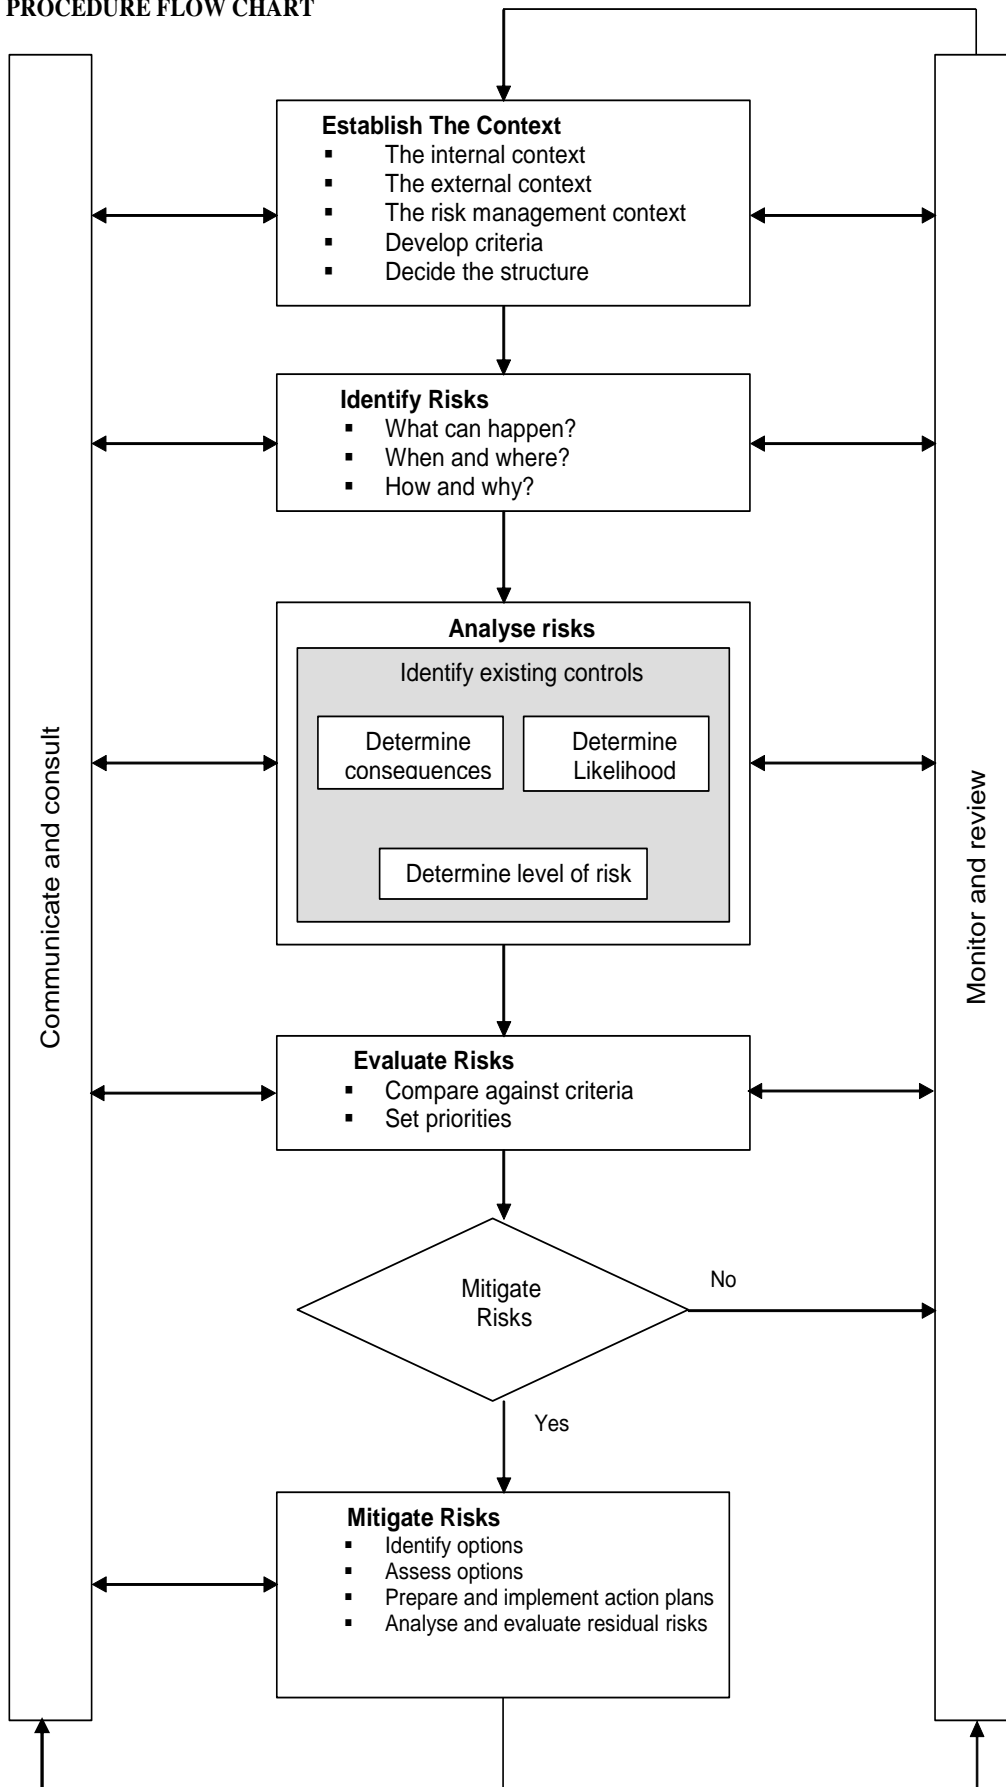 PROCEDURE FLOW CHART
Establish The Context
▪ The internal context
▪ The external context
▪ The risk management context
▪ Develop criteria
▪ Decide the structure
Identify Risks
▪ What can happen?
▪ When and where?
▪ How and why?
Analyse risks
Identify existing controls
Determine
consequences
Determine
Likelihood
Determine level of risk
Communicate and consult
Monitor and review
Evaluate Risks
▪ Compare against criteria
▪ Set priorities
Mitigate
Risks
No
Yes
Mitigate Risks
▪ Identify options
▪ Assess options
▪ Prepare and implement action plans
▪ Analyse and evaluate residual risks